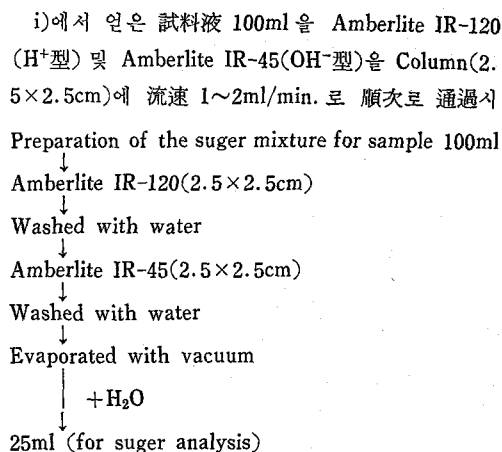 i)에서 얻은 試料液 100ml을 Amberlite IR-120
(H⁺型) 및 Amberlite IR-45(OH⁻型)을 Column(2.
5×2.5cm)에 流速 1~2ml/min.로 順次로 通過시
Preparation of the suger mixture for sample 100ml
↓
Amberlite IR-120(2.5×2.5cm)
↓
Washed with water
↓
Amberlite IR-45(2.5×2.5cm)
↓
Washed with water
↓
Evaporated with vacuum
+H₂O
↓
25ml (for suger analysis)